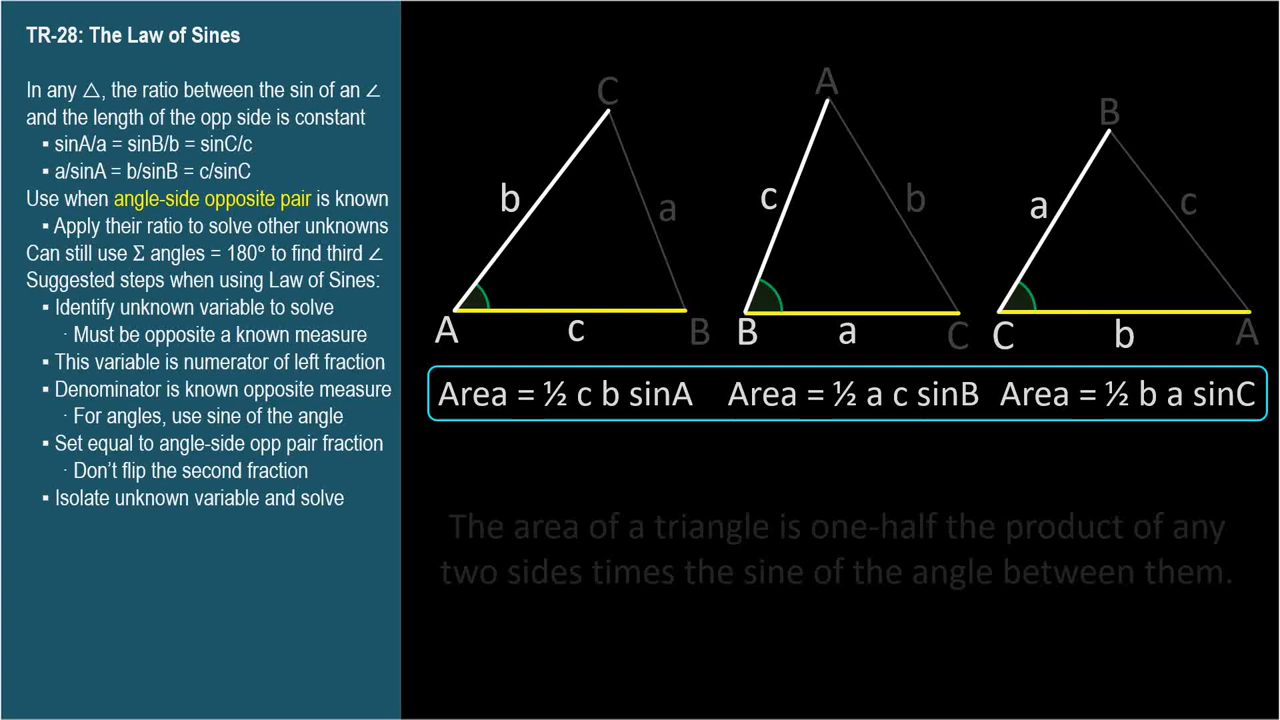 TR-28: The Law of Sines
In any △, the ratio between the sin of an ∠
and the length of the opp side is constant
▪ sinA/a = sinB/b = sinC/c
▪ a/sinA = b/sinB = c/sinC
Use when angle-side opposite pair is known
▪ Apply their ratio to solve other unknowns
Can still use Σ angles = 180° to find third ∠
Suggested steps when using Law of Sines:
▪ Identify unknown variable to solve
· Must be opposite a known measure
▪ This variable is numerator of left fraction
▪ Denominator is known opposite measure
· For angles, use sine of the angle
▪ Set equal to angle-side opp pair fraction
· Don't flip the second fraction
▪ Isolate unknown variable and solve
C
b
a
A
c
B
A
c
b
B
a
C
B
a
c
C
b
A
Area = ½ c b sinA
Area = ½ a c sinB
Area = ½ b a sinC
The area of a triangle is one-half the product of any
two sides times the sine of the angle between them.